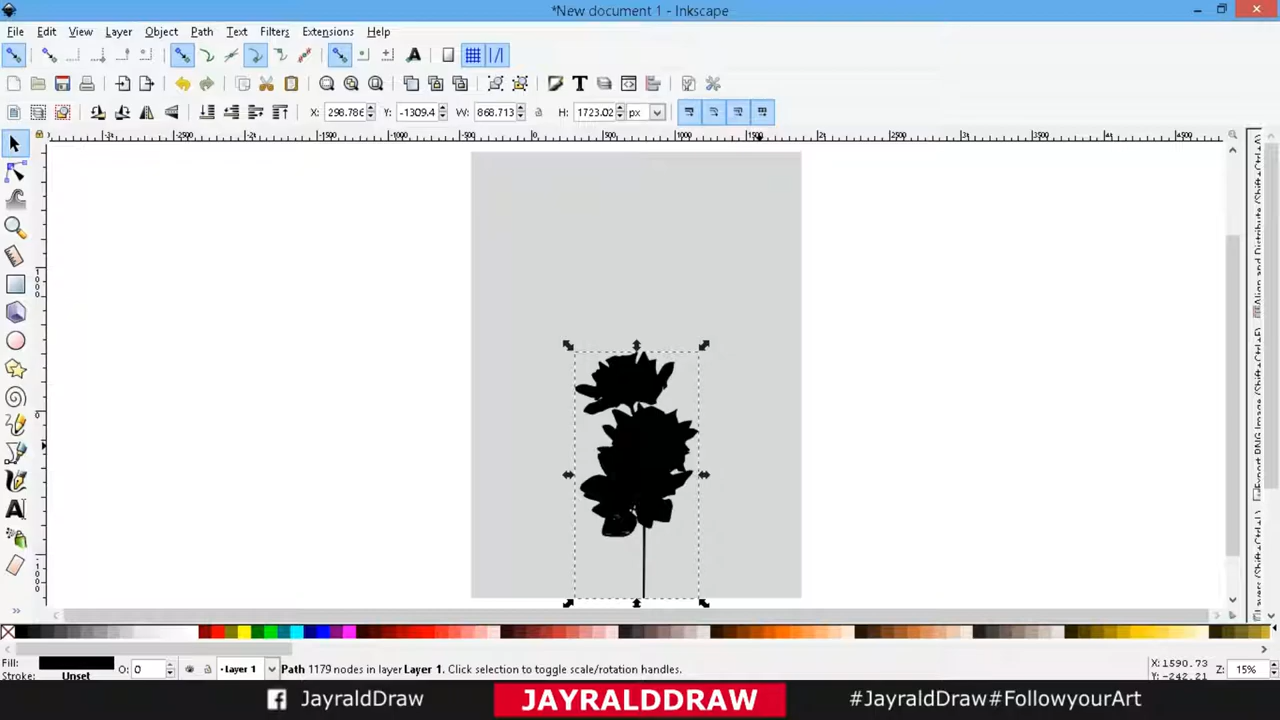 *New document 1 - Inkscape
File Edit View Layer Object Path Text Filters Extensions Help
X: 298.786 Y: -1309.4 W: 868.713 H: 1723.02 px
Fill:
Stroke: Unset
O: 0
Layer 1
Path 1179 nodes in layer Layer 1. Click selection to toggle scale/rotation handles.
X:1590.73
Y:-242.21
Z: 15%
JayraldDraw
JAYRALDDRAW
#JayraldDraw#FollowyourArt